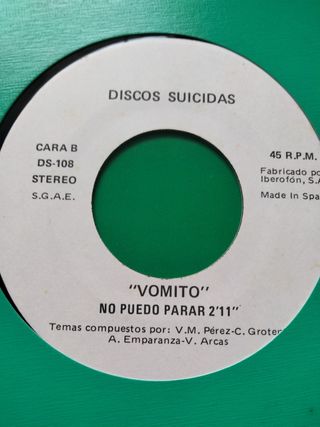 DISCOS SUICIDAS
CARA B
DS-108
STEREO
S.G.A.E.
45 R.P.M.
Fabricado po
Iberofón, S.A
Made in Spa
"VOMITO"
NO PUEDO PARAR 2'11"
Temas compuestos por: V.M. Pérez-C. Groten
A. Emparanza-V. Arcas